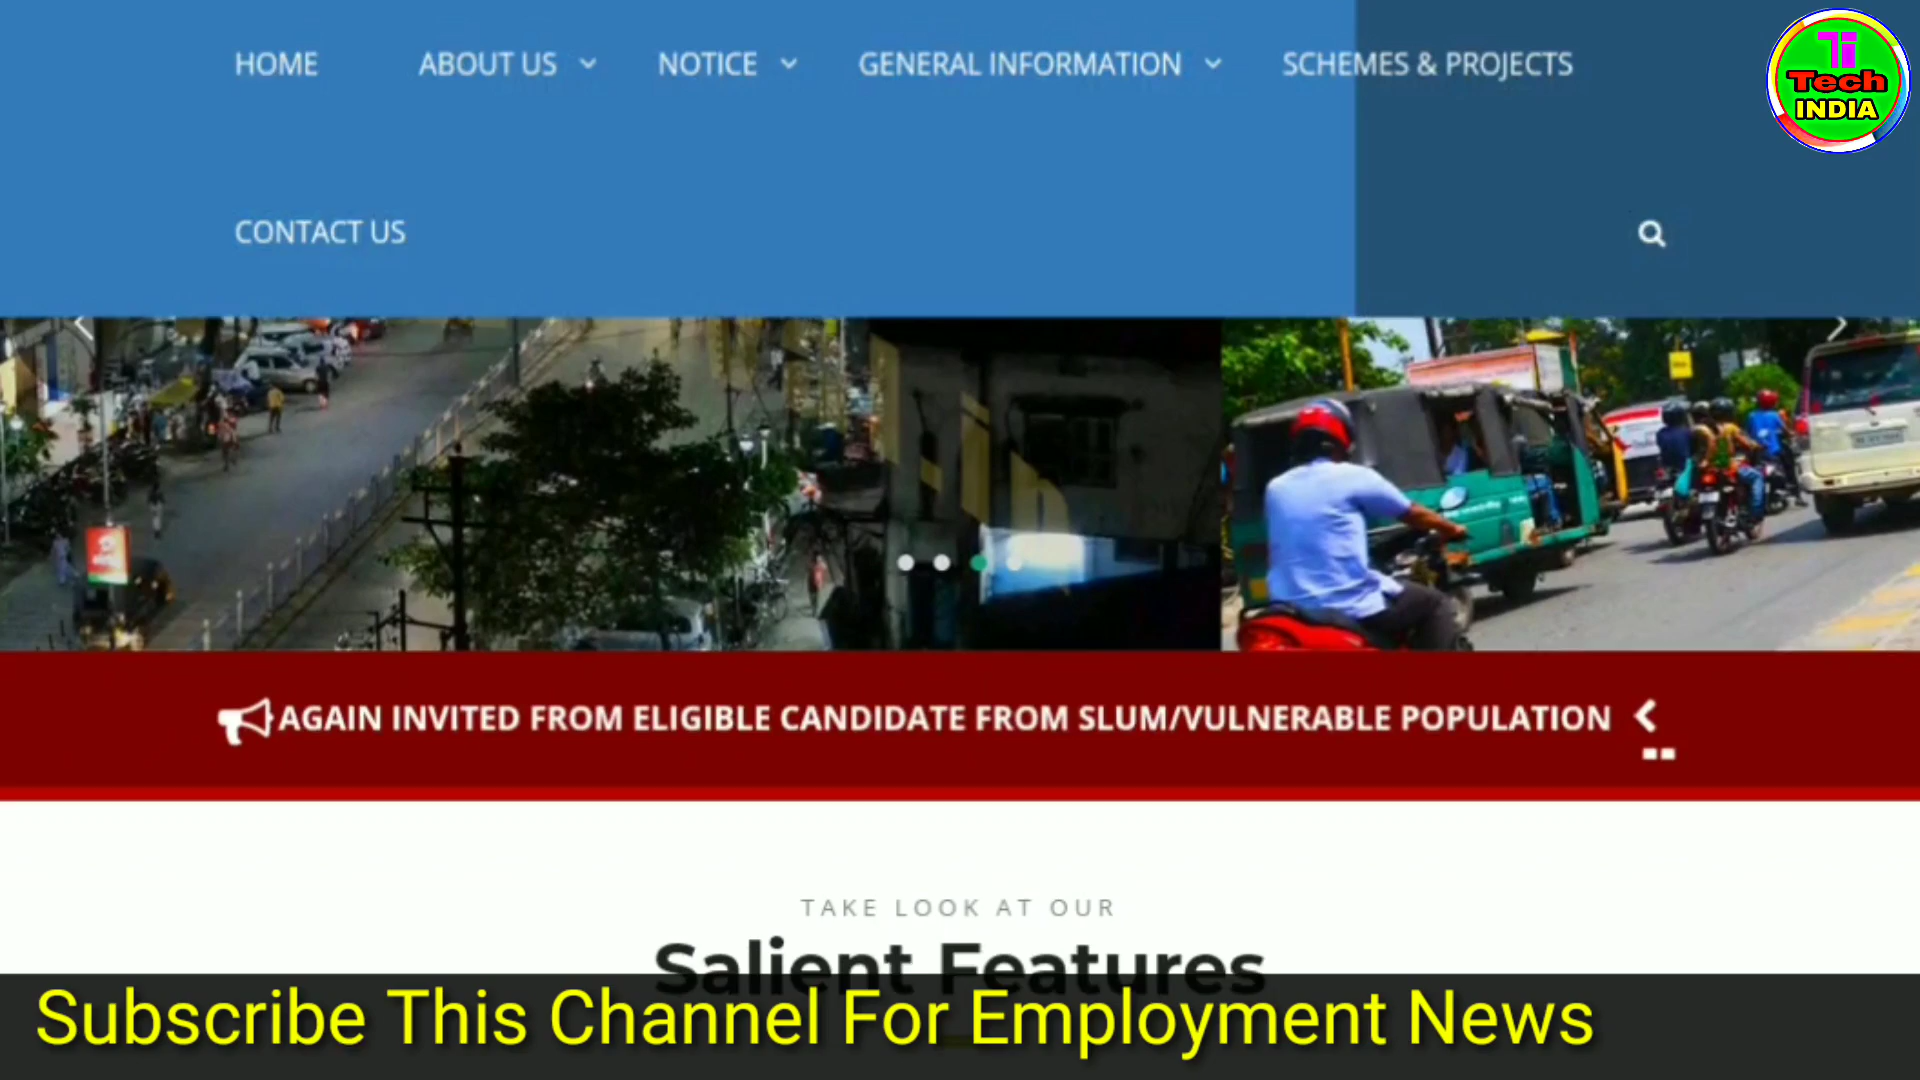 HOME
ABOUT US
NOTICE
GENERAL INFORMATION
SCHEMES & PROJECTS
Ti
Tech
INDIA
CONTACT US
AGAIN INVITED FROM ELIGIBLE CANDIDATE FROM SLUM/VULNERABLE POPULATION
TAKE LOOK AT OUR
Salient Features
Subscribe This Channel For Employment News